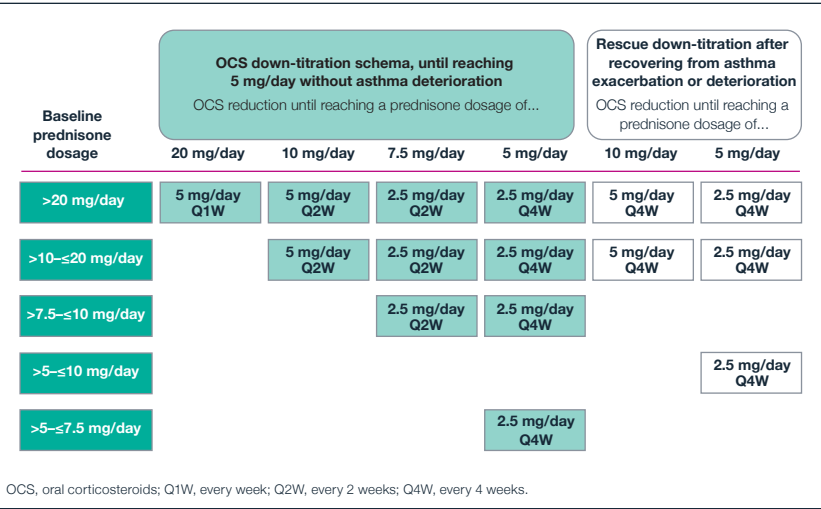 OCS down-titration schema, until reaching
5 mg/day without asthma deterioration
OCS reduction until reaching a prednisone dosage of...
Rescue down-titration after
recovering from asthma
exacerbation or deterioration
OCS reduction until reaching a
prednisone dosage of...
Baseline
prednisone
dosage
20 mg/day
10 mg/day
7.5 mg/day
5 mg/day
10 mg/day
5 mg/day
>20 mg/day
5 mg/day
Q1W
5 mg/day
Q2W
2.5 mg/day
Q2W
2.5 mg/day
Q4W
5 mg/day
Q4W
2.5 mg/day
Q4W
>10–≤20 mg/day
5 mg/day
Q2W
2.5 mg/day
Q2W
2.5 mg/day
Q4W
5 mg/day
Q4W
2.5 mg/day
Q4W
>7.5–≤10 mg/day
2.5 mg/day
Q2W
2.5 mg/day
Q4W
>5–≤10 mg/day
2.5 mg/day
Q4W
>5–≤7.5 mg/day
2.5 mg/day
Q4W
OCS, oral corticosteroids; Q1W, every week; Q2W, every 2 weeks; Q4W, every 4 weeks.